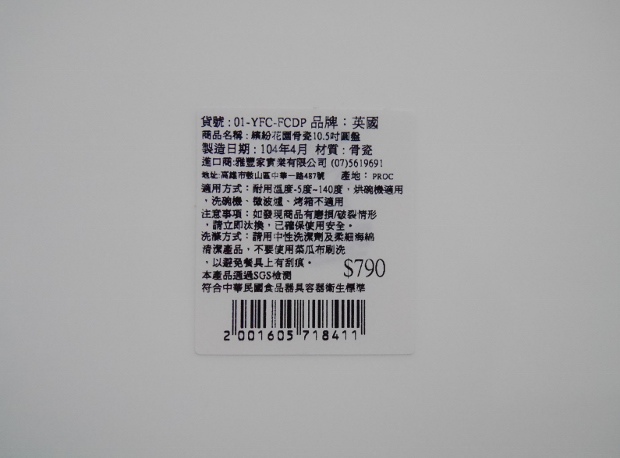 貨號：01-YFC-FCDP 品牌：英國
商品名稱：繽紛花園骨瓷10.5吋圓盤
製造日期：104年4月 材質：骨瓷
進口商:雅豐家實業有限公司 (07)5619691
地址:高雄市鼓山區中華一路487號 產地：PROC
適用方式：耐用溫度-5度~140度，烘碗機適用
，洗碗機、微波爐、烤箱不適用
注意事項：如發現商品有磨損/破裂情形
，請立即汰換，已確保使用安全。
洗滌方式：請用中性洗潔劑及柔細海綿
清潔產品，不要使用菜瓜布刷洗
，以避免餐具上有刮痕。
$790
本產品通過SGS檢測
符合中華民國食品器具容器衛生標準
2 001605 718411